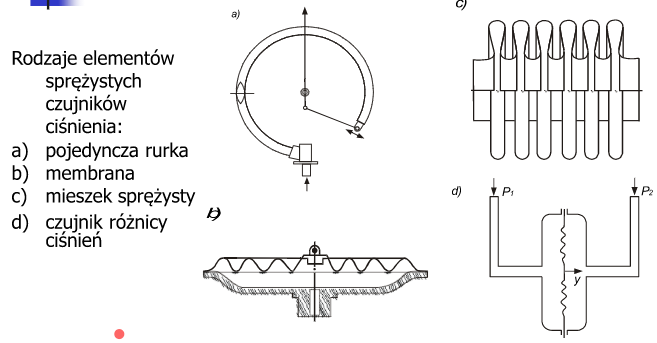 Rodzaje elementów
sprężystych
czujników
ciśnienia:
a) pojedyncza rurka
b) membrana
c) mieszek sprężysty
d) czujnik różnicy
ciśnień
a)
b)
c)
d)
P1
P2
y